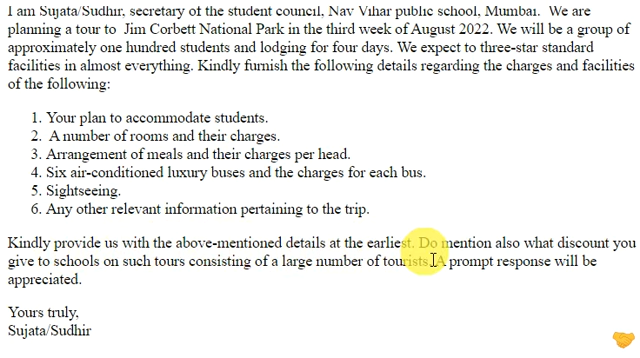 I am Sujata/Sudhir, secretary of the student council, Nav Vihar public school, Mumbai.  We are
planning a tour to  Jim Corbett National Park in the third week of August 2022. We will be a group of
approximately one hundred students and lodging for four days. We expect to three-star standard
facilities in almost everything. Kindly furnish the following details regarding the charges and facilities
of the following:
1. Your plan to accommodate students.
2.  A number of rooms and their charges.
3. Arrangement of meals and their charges per head.
4. Six air-conditioned luxury buses and the charges for each bus.
5. Sightseeing.
6. Any other relevant information pertaining to the trip.
Kindly provide us with the above-mentioned details at the earliest. Do mention also what discount you
give to schools on such tours consisting of a large number of tourists. A prompt response will be
appreciated.
Yours truly,
Sujata/Sudhir